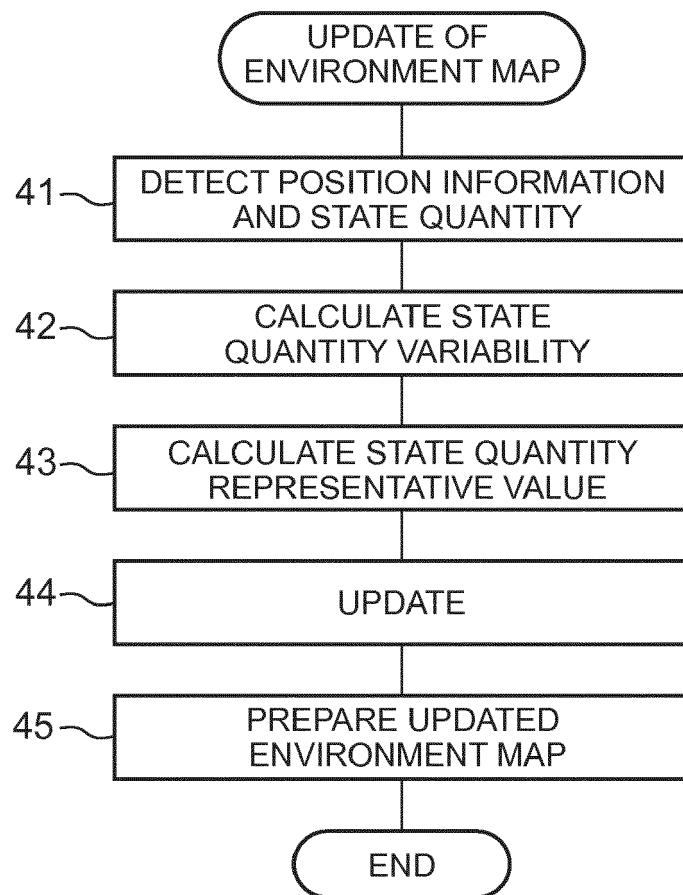 UPDATE OF
ENVIRONMENT MAP
41
DETECT POSITION INFORMATION
AND STATE QUANTITY
42
CALCULATE STATE
QUANTITY VARIABILITY
43
CALCULATE STATE QUANTITY
REPRESENTATIVE VALUE
44
UPDATE
45
PREPARE UPDATED
ENVIRONMENT MAP
END